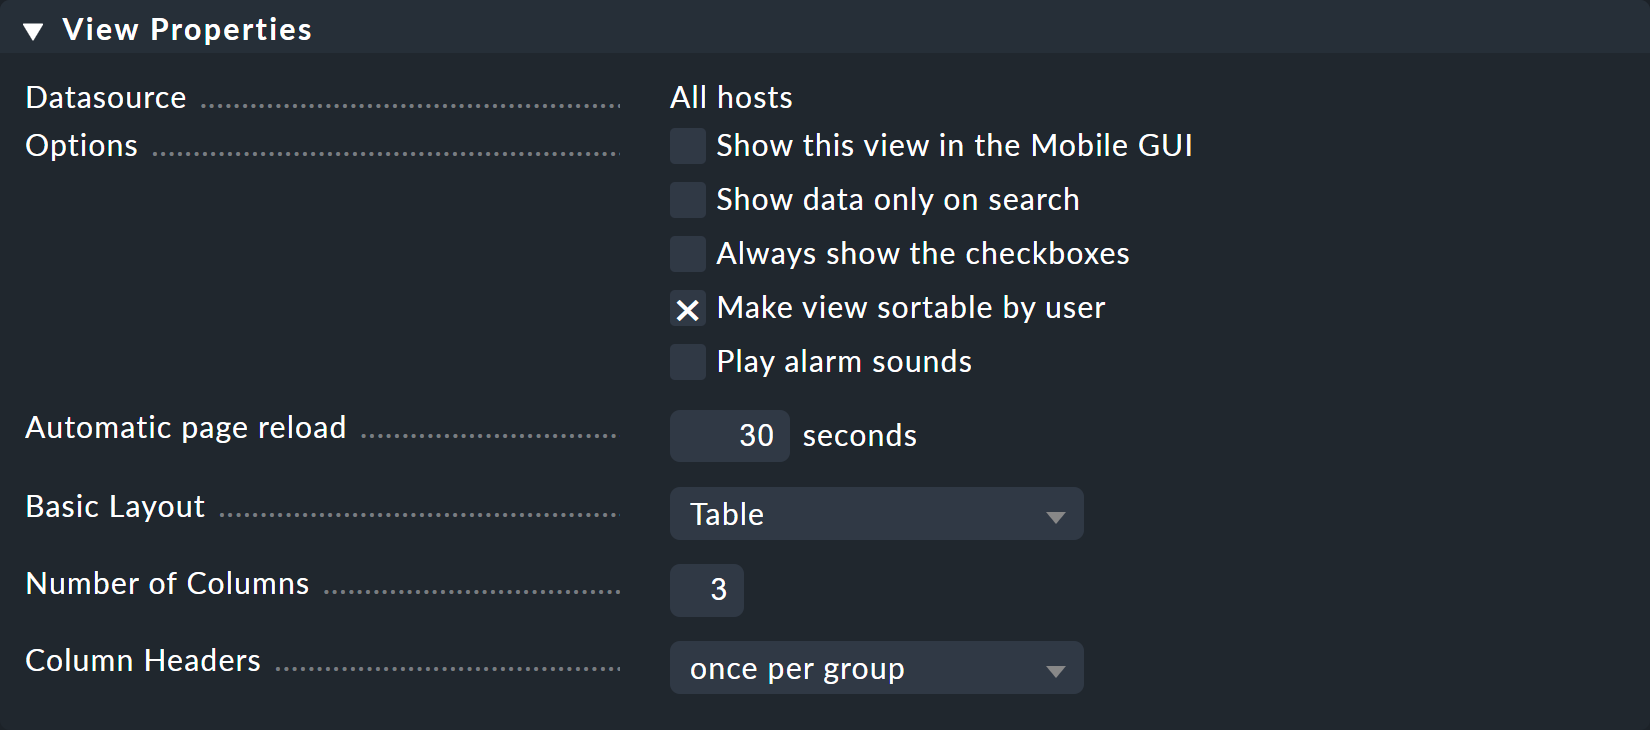 View Properties
Datasource All hosts
Options Show this view in the Mobile GUI
Show data only on search
Always show the checkboxes
Make view sortable by user
Play alarm sounds
Automatic page reload 30 seconds
Basic Layout Table
Number of Columns 3
Column Headers once per group